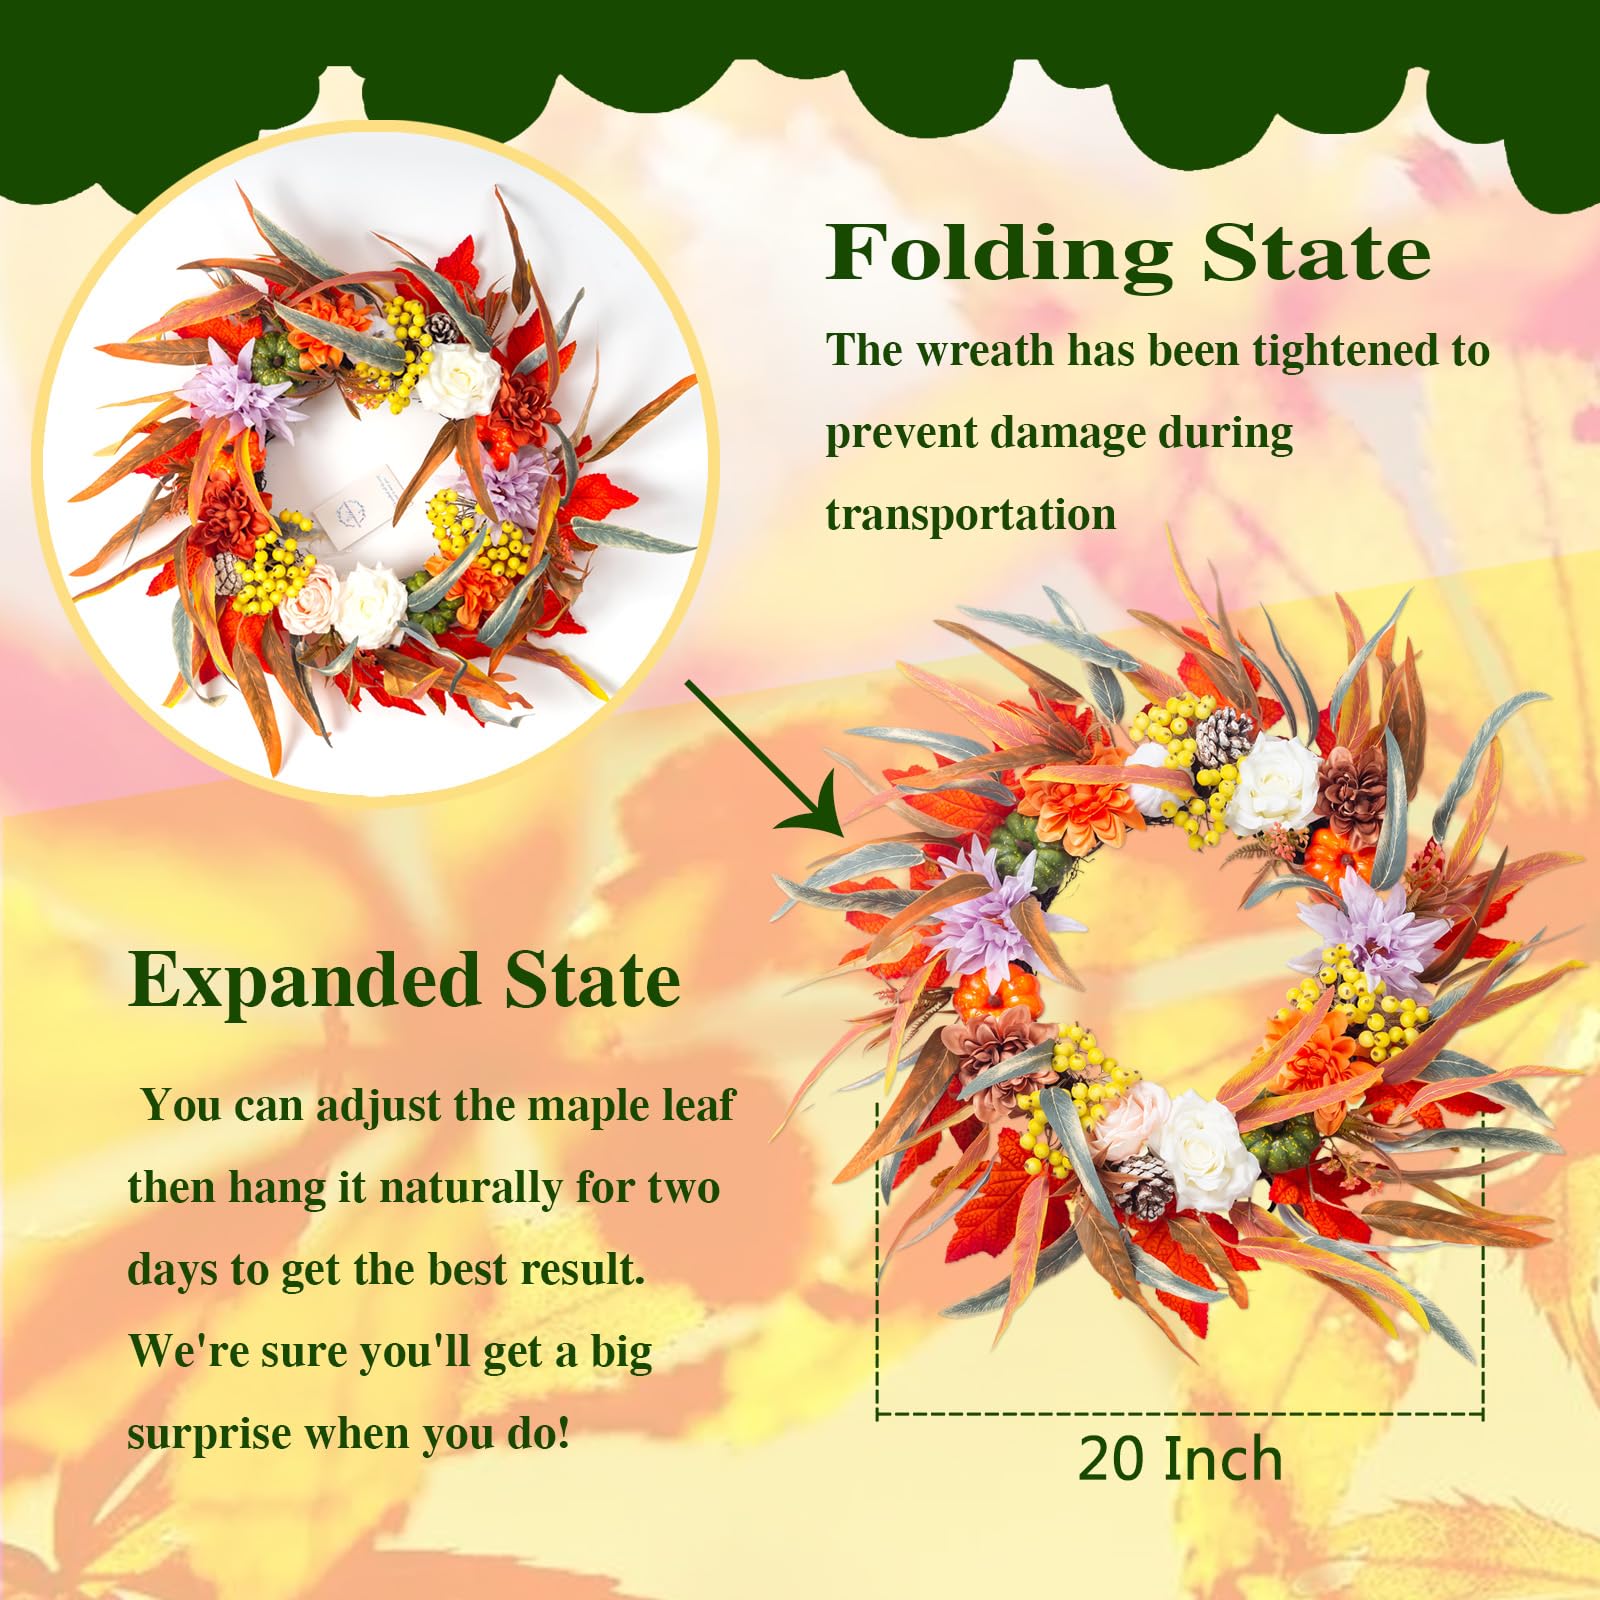 Folding State
The wreath has been tightened to
prevent damage during
transportation
Expanded State
You can adjust the maple leaf
then hang it naturally for two
days to get the best result.
We're sure you'll get a big
surprise when you do!
20 Inch